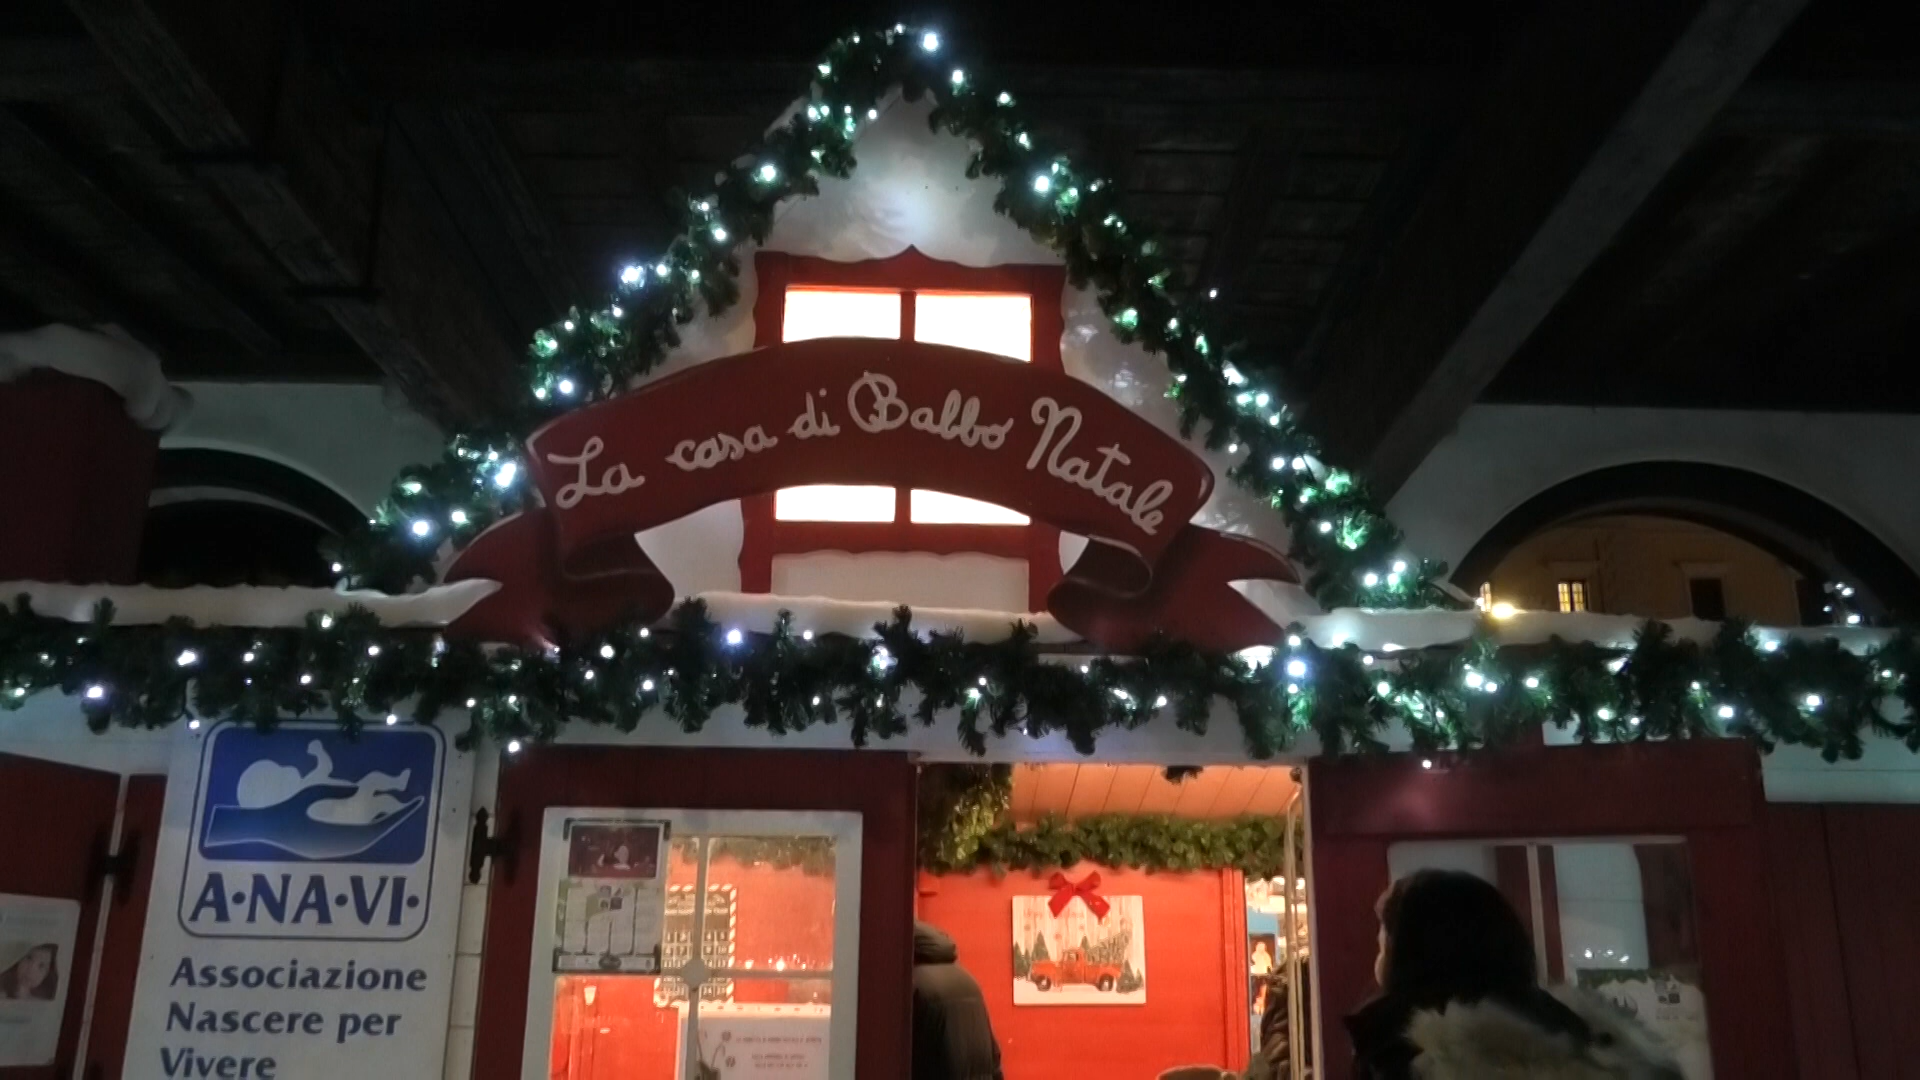 La casa di Babbo Natale
A·NA·VI·
Associazione
Nascere per
Vivere